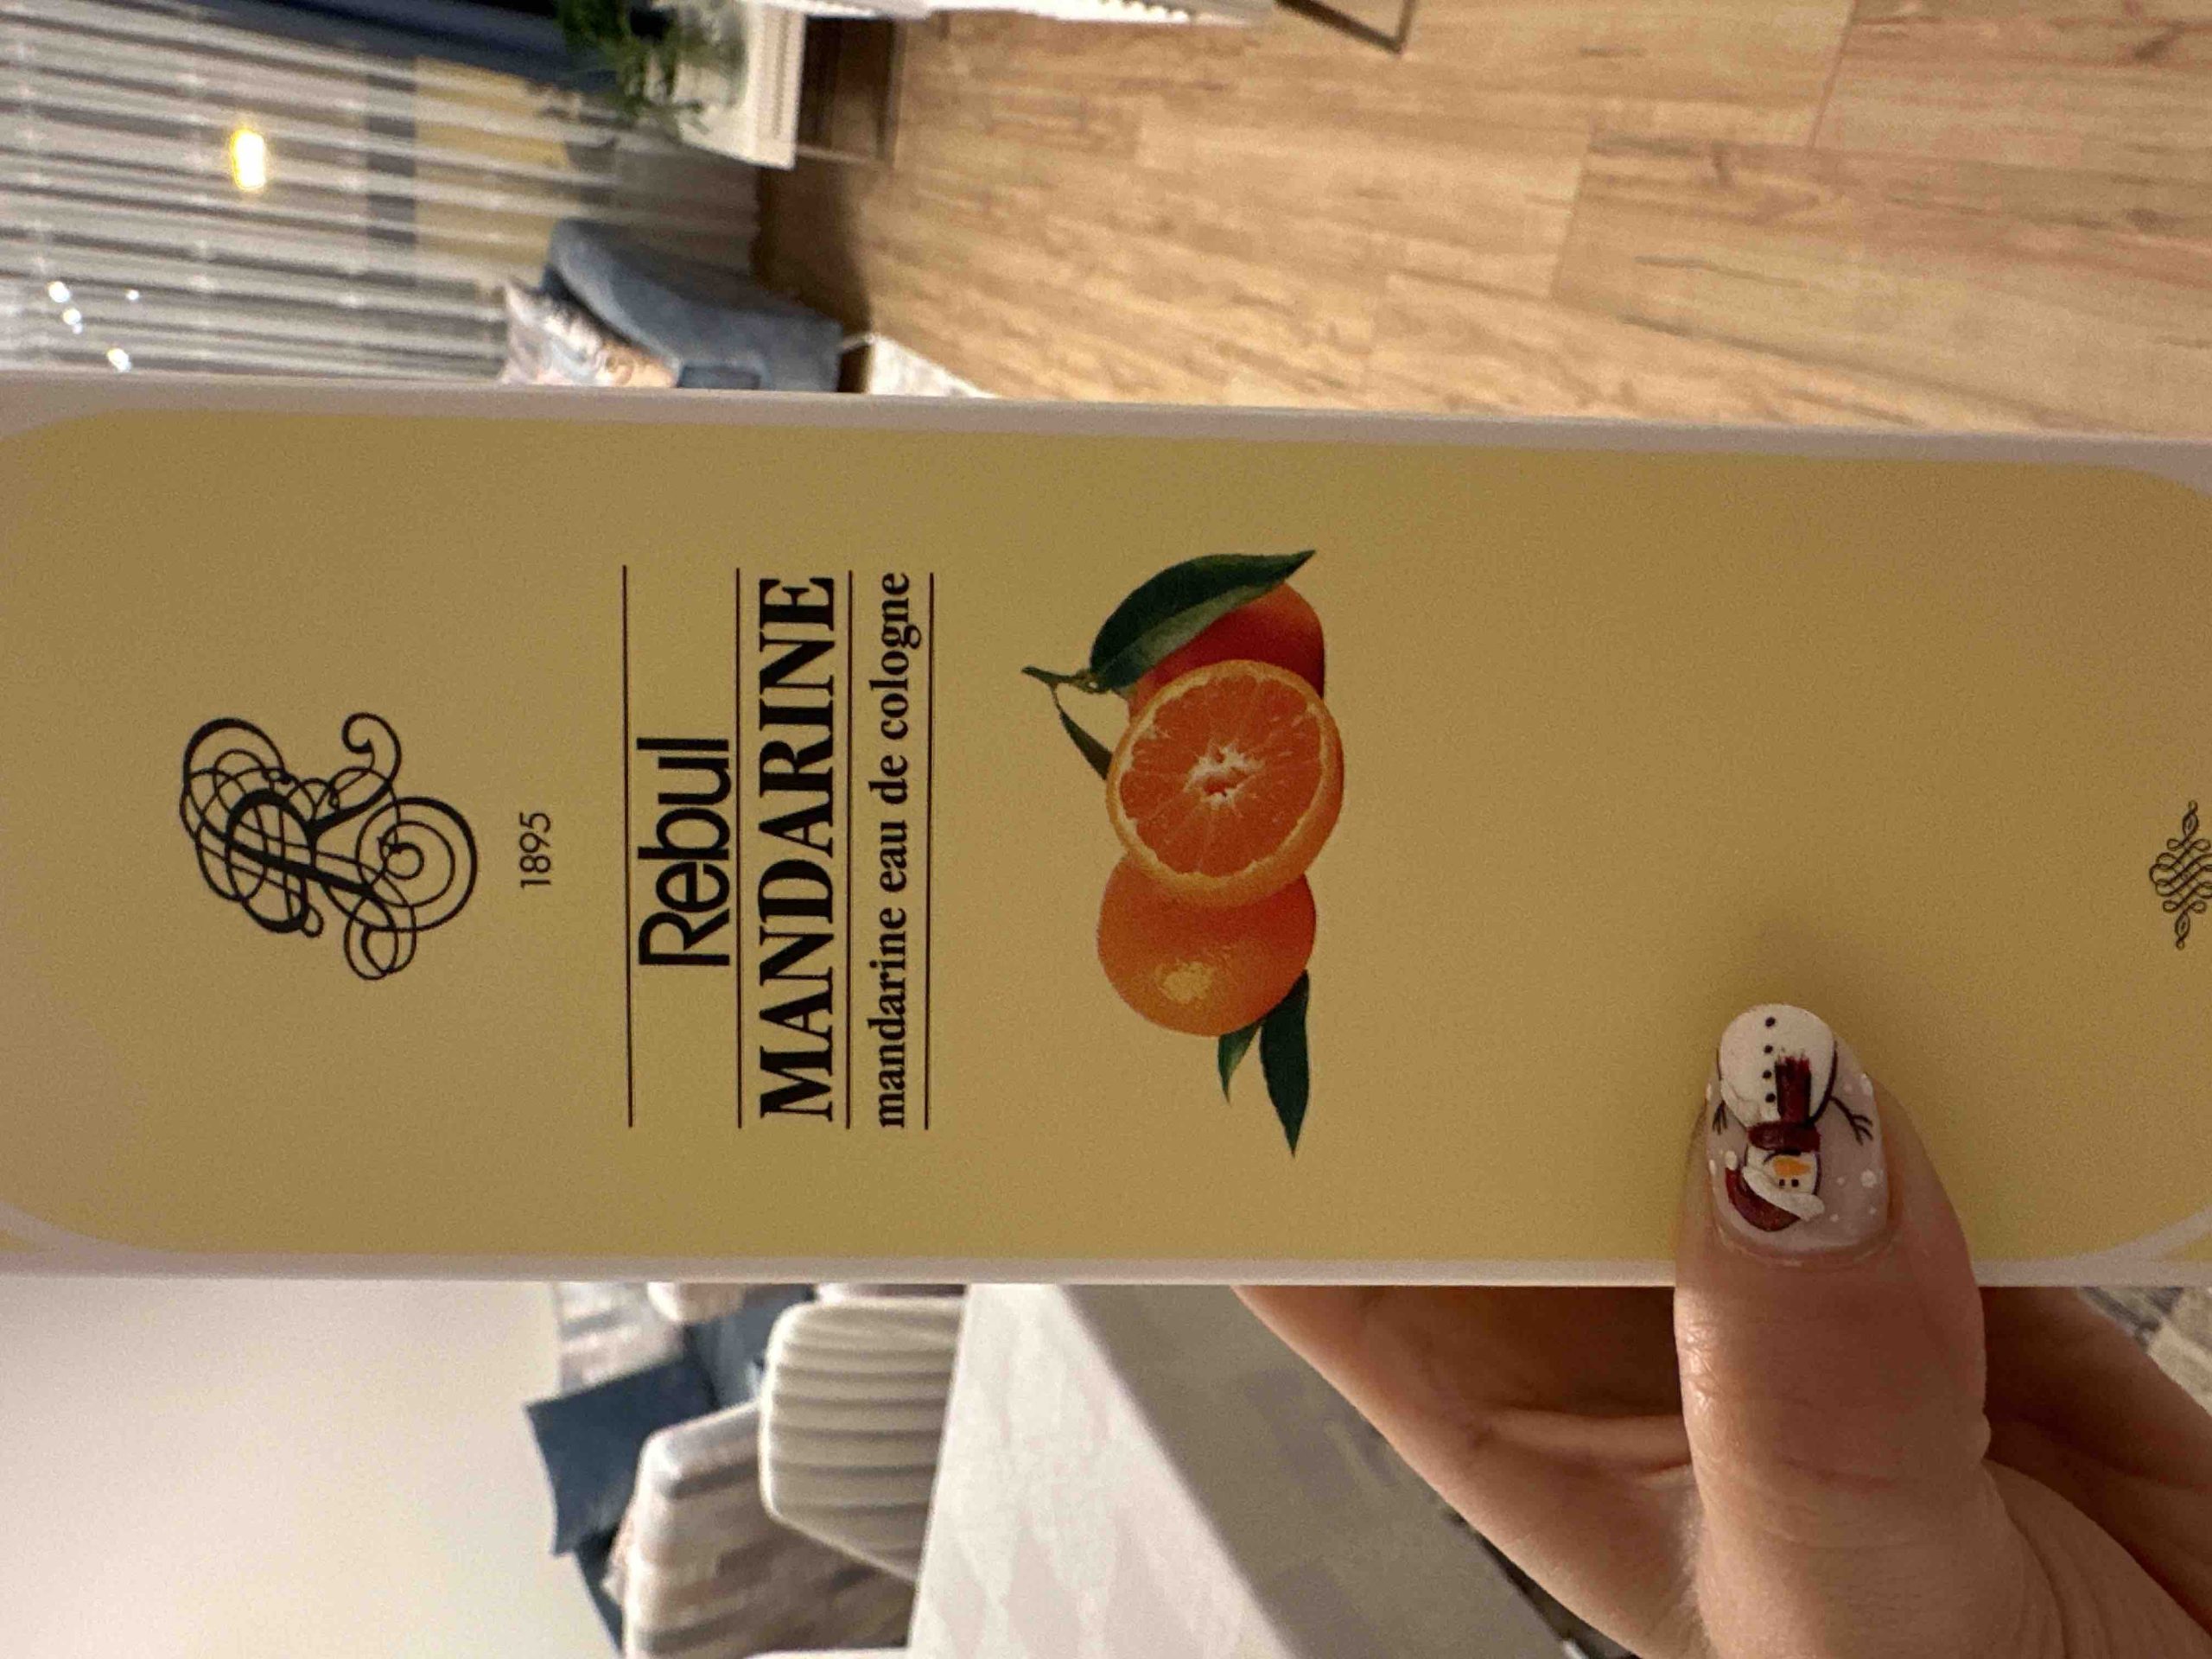 R
1895
Rebul
MANDARINE
mandarine eau de cologne